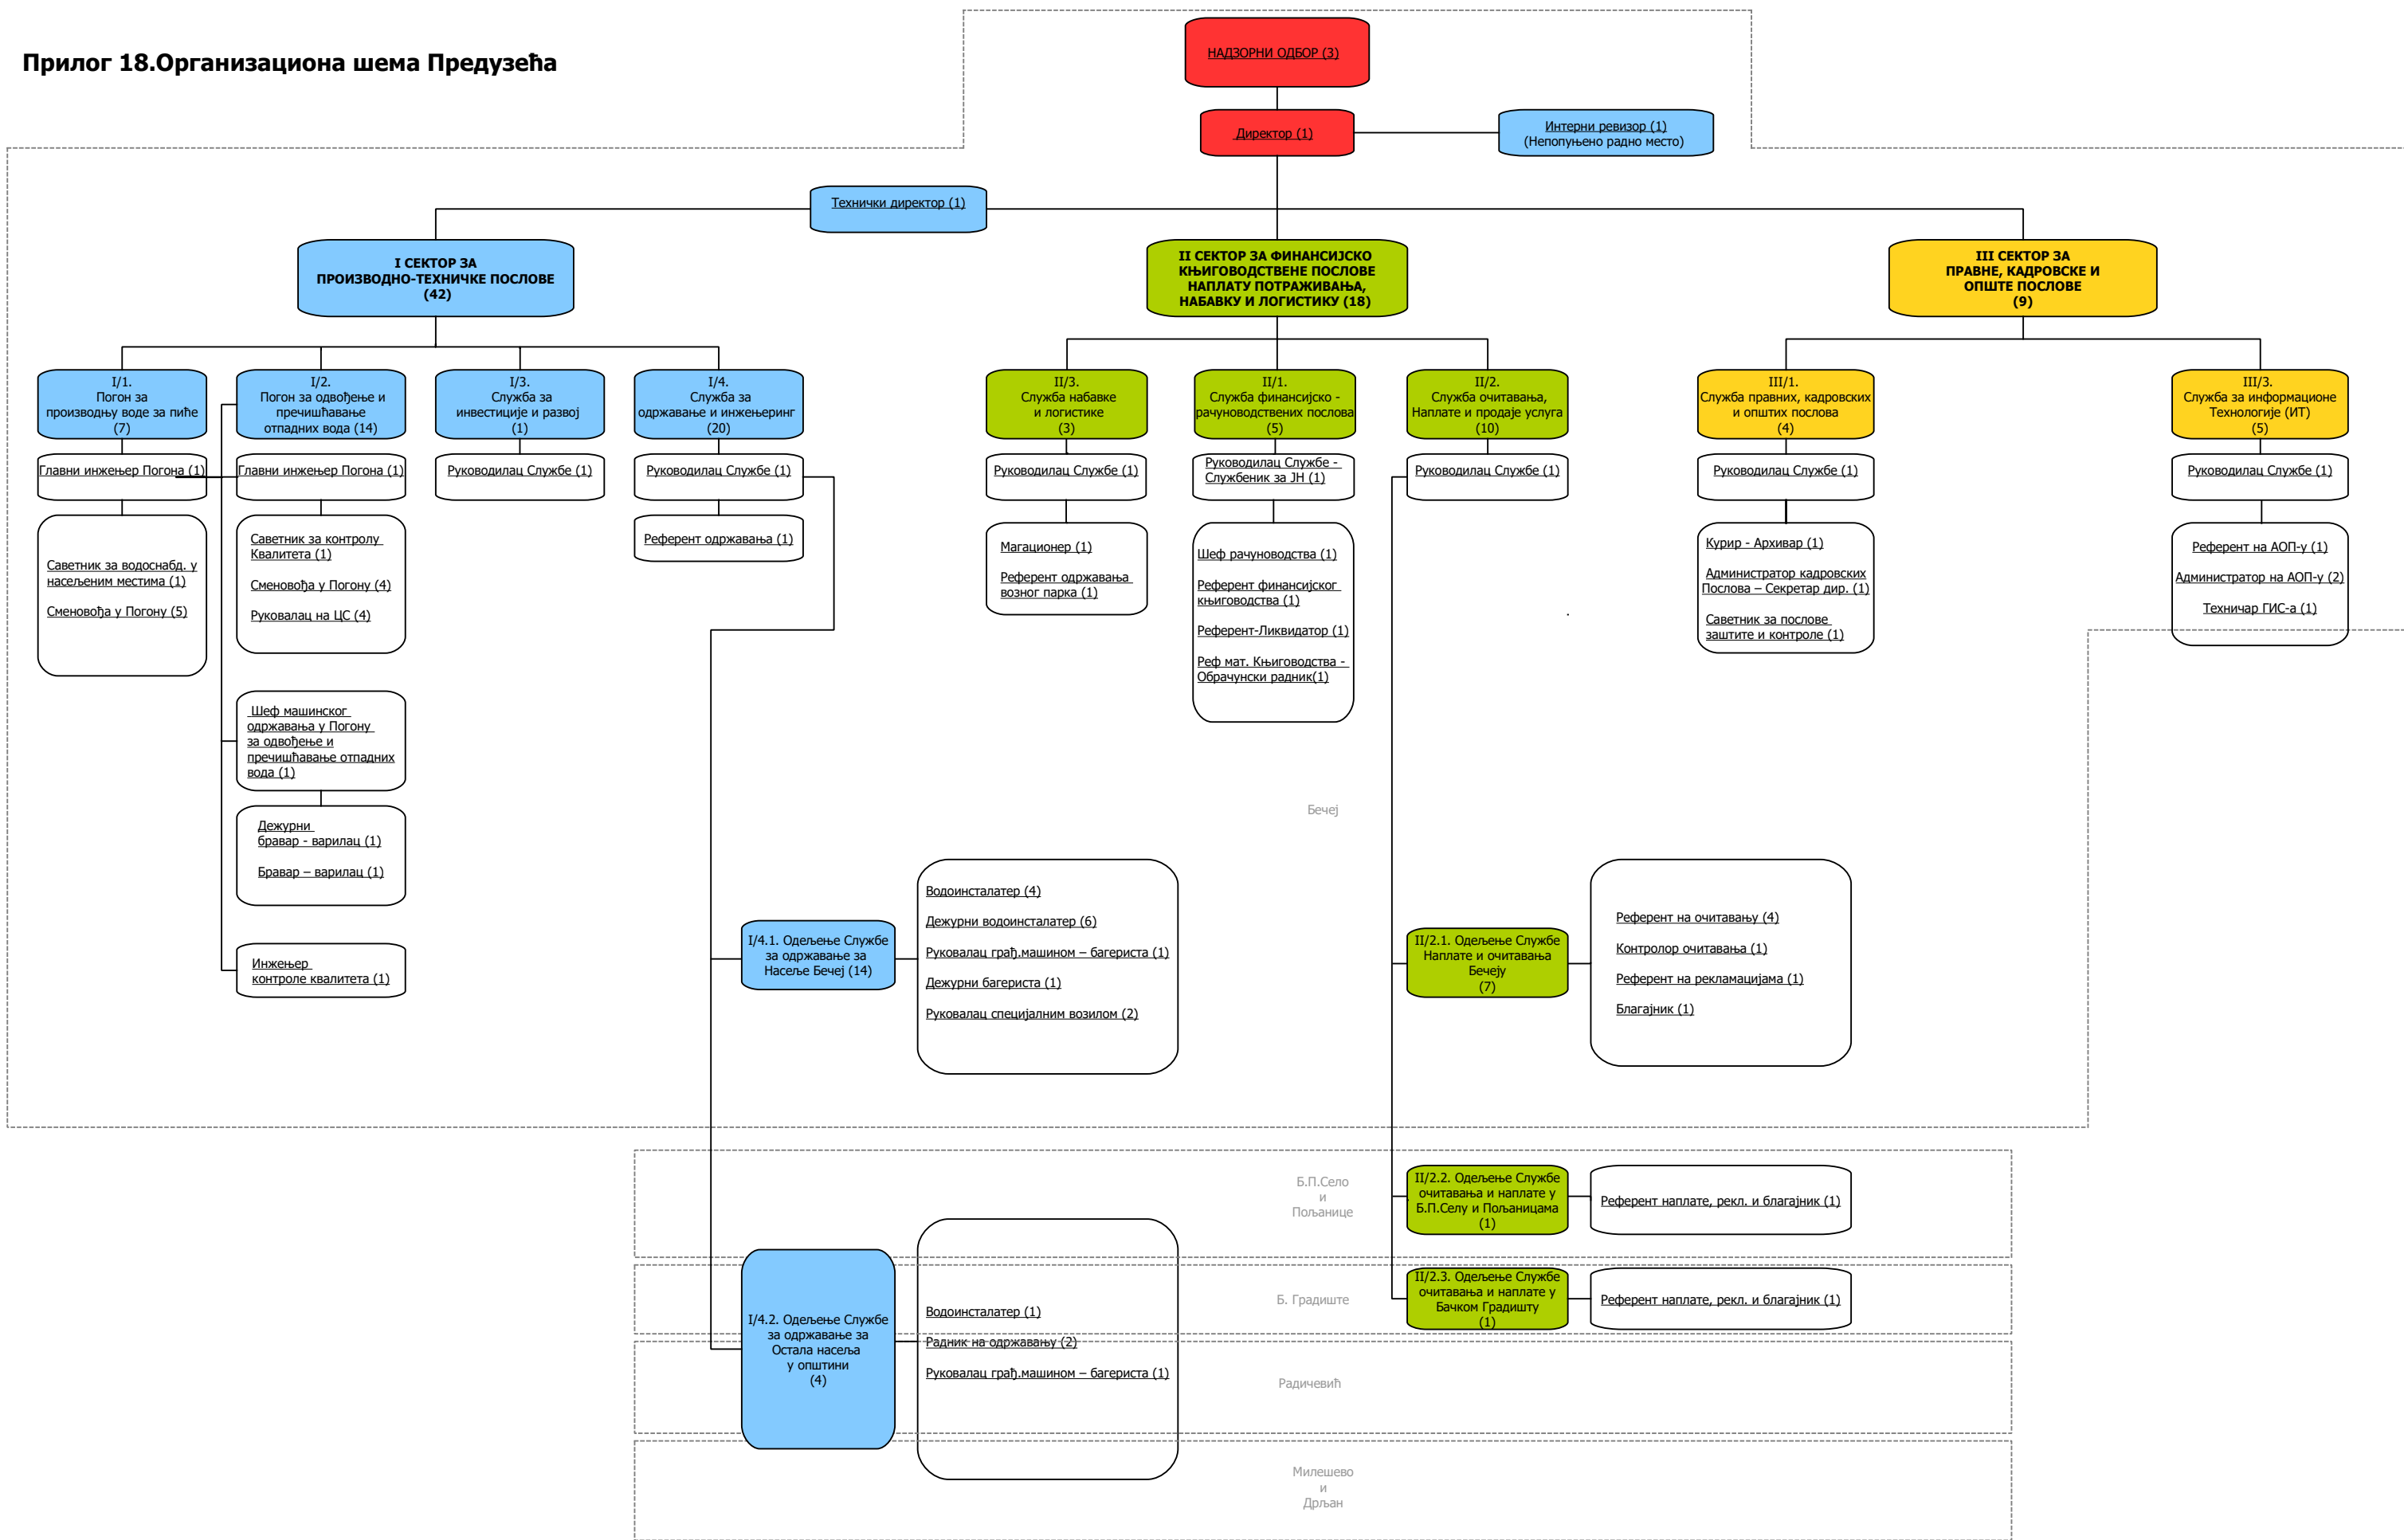 Прилог 18.Организациона шема Предузећа
НАДЗОРНИ ОДБОР (3)
Директор (1)
Интерни ревизор (1)
(Непопуњено радно место)
Технички директор (1)
I СЕКТОР ЗА
ПРОИЗВОДНО-ТЕХНИЧКЕ ПОСЛОВЕ
(42)
II СЕКТОР ЗА ФИНАНСИЈСКО
КЊИГОВОДСТВЕНЕ ПОСЛОВЕ
НАПЛАТУ ПОТРАЖИВАЊА,
НАБАВКУ И ЛОГИСТИКУ (18)
III СЕКТОР ЗА
ПРАВНЕ, КАДРОВСКЕ И
ОПШТЕ ПОСЛОВЕ
(9)
I/1.
Погон за
производњу воде за пиће
(7)
I/2.
Погон за одвођење и
пречишћавање
отпадних вода (14)
I/3.
Служба за
инвестиције и развој
(1)
I/4.
Служба за
одржавање и инжењеринг
(20)
II/3.
Служба набавке
и логистике
(3)
II/1.
Служба финансијско -
рачуноводствених послова
(5)
II/2.
Служба очитавања,
Наплате и продаје услуга
(10)
III/1.
Служба правних, кадровских
и општих послова
(4)
III/3.
Служба за информационе
Технологије (ИТ)
(5)
Главни инжењер Погона (1)
Главни инжењер Погона (1)
Руководилац Службе (1)
Руководилац Службе (1)
Руководилац Службе (1)
Руководилац Службе -
Службеник за ЈН (1)
Руководилац Службе (1)
Руководилац Службе (1)
Руководилац Службе (1)
Саветник за водоснабд. у
насељеним местима (1)
Сменовођа у Погону (5)
Саветник за контролу
Квалитета (1)
Сменовођа у Погону (4)
Руковалац на ЦС (4)
Референт одржавања (1)
Магационер (1)
Референт одржавања
возног парка (1)
Шеф рачуноводства (1)
Референт финансијског
књиговодства (1)
Референт-Ликвидатор (1)
Реф мат. Књиговодства -
Обрачунски радник(1)
Курир - Архивар (1)
Администратор кадровских
Послова – Секретар дир. (1)
Саветник за послове
заштите и контроле (1)
Референт на АОП-у (1)
Администратор на АОП-у (2)
Техничар ГИС-а (1)
Шеф машинског
одржавања у Погону
за одвођење и
пречишћавање отпадних
вода (1)
Дежурни
бравар - варилац (1)
Бравар – варилац (1)
Инжењер
контроле квалитета (1)
Бечеј
I/4.1. Одељење Службе
за одржавање за
Насеље Бечеј (14)
Водоинсталатер (4)
Дежурни водоинсталатер (6)
Руковалац грађ.машином – багериста (1)
Дежурни багериста (1)
Руковалац специјалним возилом (2)
II/2.1. Одељење Службе
Наплате и очитавања
Бечеју
(7)
Референт на очитавању (4)
Контролор очитавања (1)
Референт на рекламацијама (1)
Благајник (1)
Б.П.Село
и
Пољанице
II/2.2. Одељење Службе
очитавања и наплате у
Б.П.Селу и Пољаницама
(1)
Референт наплате, рекл. и благајник (1)
Б. Градиште
II/2.3. Одељење Службе
очитавања и наплате у
Бачком Градишту
(1)
Референт наплате, рекл. и благајник (1)
I/4.2. Одељење Службе
за одржавање за
Остала насеља
у општини
(4)
Водоинсталатер (1)
Радник на одржавању (2)
Руковалац грађ.машином – багериста (1)
Радичевић
Милешево
и
Дрљан